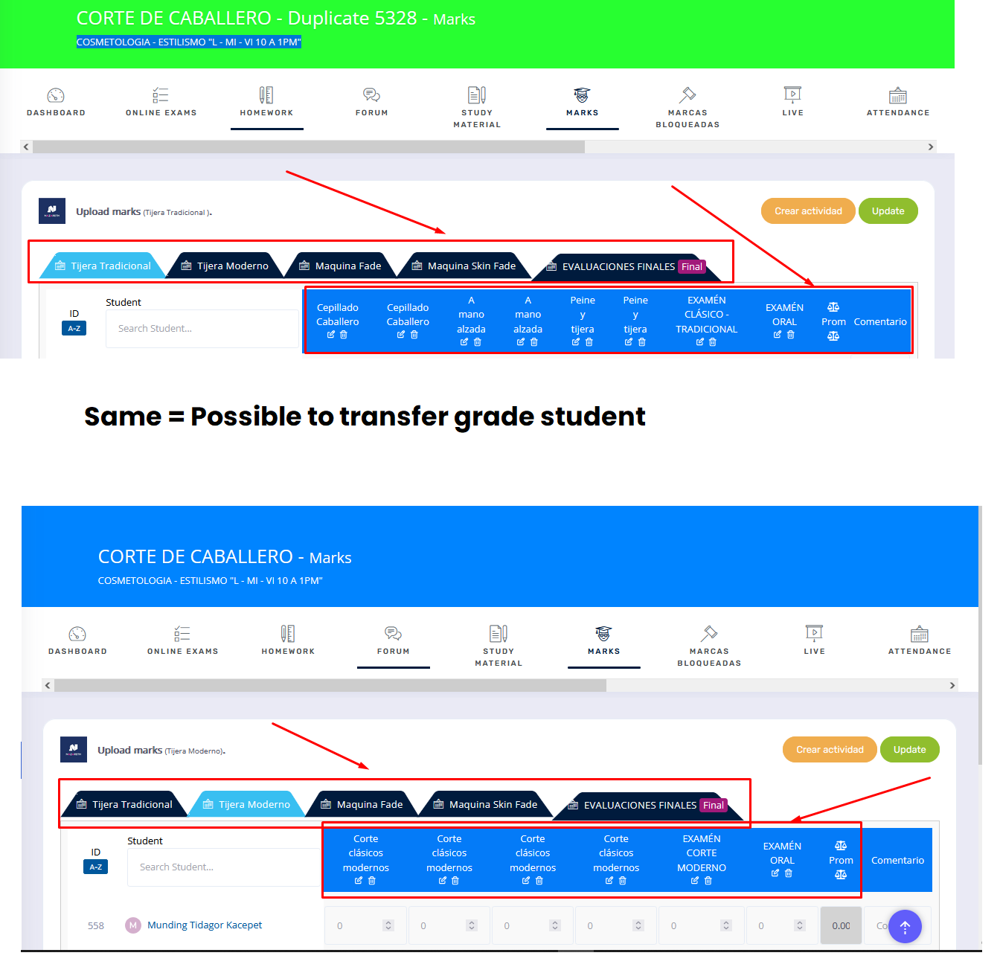 CORTE DE CABALLERO - Duplicate 5328 - Marks
COSMETOLOGIA - ESTILISMO "L - MI - VI 10 A 1PM"
DASHBOARD
ONLINE EXAMS
HOMEWORK
FORUM
STUDY
MATERIAL
MARKS
MARCAS
BLOQUEADAS
LIVE
ATTENDANCE
Upload marks (Tijera Tradicional ).
Crear actividad
Update
Tijera Tradicional
Tijera Moderno
Maquina Fade
Maquina Skin Fade
EVALUACIONES FINALES Final
ID
A-Z
Student
Search Student...
Cepillado
Caballero
Cepillado
Caballero
A
mano
alzada
A
mano
alzada
Peine
y
tijera
Peine
y
tijera
EXAMÉN
CLÁSICO -
TRADICIONAL
EXAMÉN
ORAL
Prom
Comentario
Same = Possible to transfer grade student
CORTE DE CABALLERO - Marks
COSMETOLOGIA - ESTILISMO "L - MI - VI 10 A 1PM"
DASHBOARD
ONLINE EXAMS
HOMEWORK
FORUM
STUDY
MATERIAL
MARKS
MARCAS
BLOQUEADAS
LIVE
ATTENDANCE
Upload marks (Tijera Moderno).
Crear actividad
Update
Tijera Tradicional
Tijera Moderno
Maquina Fade
Maquina Skin Fade
EVALUACIONES FINALES Final
ID
A-Z
Student
Search Student...
Corte
clásicos
modernos
Corte
clásicos
modernos
Corte
clásicos
modernos
Corte
clásicos
modernos
EXAMÉN
CORTE
MODERNO
EXAMÉN
ORAL
Prom
Comentario
558
M
Munding Tidagor Kacepet
0
0
0
0
0
0
0.00
Co